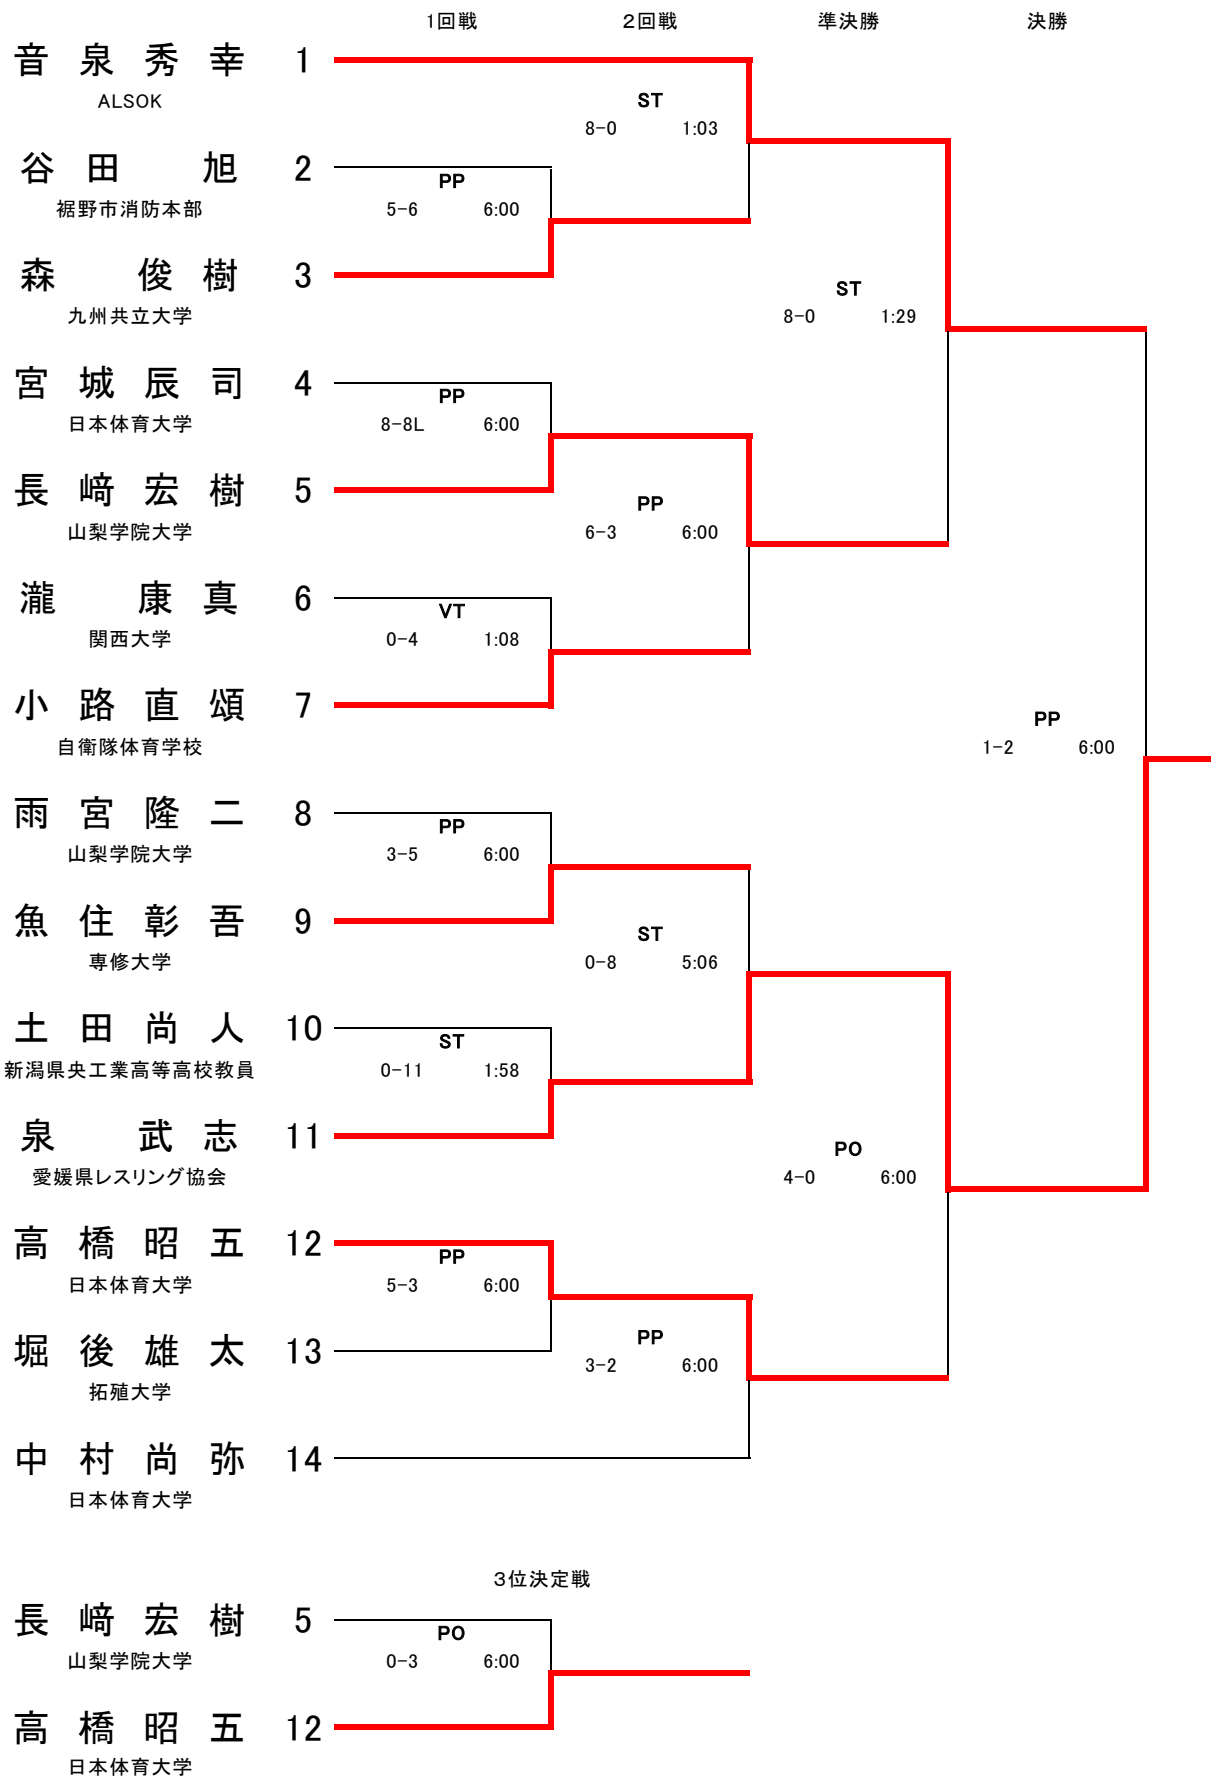 1回戦 2回戦 準決勝 決勝
音 泉 秀 幸 1
ALSOK
ST
8-0 1:03
谷 田 旭 2
裾野市消防本部
PP
5-6 6:00
森 俊 樹 3
九州共立大学
ST
8-0 1:29
宮 城 辰 司 4
日本体育大学
PP
8-8L 6:00
長 﨑 宏 樹 5
山梨学院大学
PP
6-3 6:00
瀧 康 真 6
関西大学
VT
0-4 1:08
小 路 直 頌 7
自衛隊体育学校
PP
1-2 6:00
雨 宮 隆 二 8
山梨学院大学
PP
3-5 6:00
魚 住 彰 吾 9
専修大学
ST
0-8 5:06
土 田 尚 人 10
新潟県央工業高等高校教員
ST
0-11 1:58
泉 武 志 11
愛媛県レスリング協会
PO
4-0 6:00
高 橋 昭 五 12
日本体育大学
PP
5-3 6:00
堀 後 雄 太 13
拓殖大学
PP
3-2 6:00
中 村 尚 弥 14
日本体育大学
3位決定戦
長 﨑 宏 樹 5
山梨学院大学
PO
0-3 6:00
高 橋 昭 五 12
日本体育大学